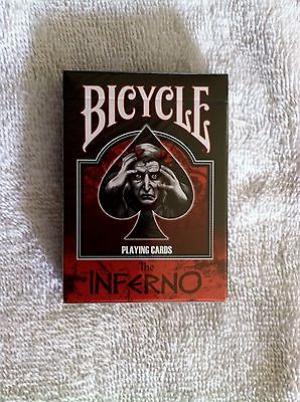 BICYCLE
PLAYING CARDS
The
INFERNO